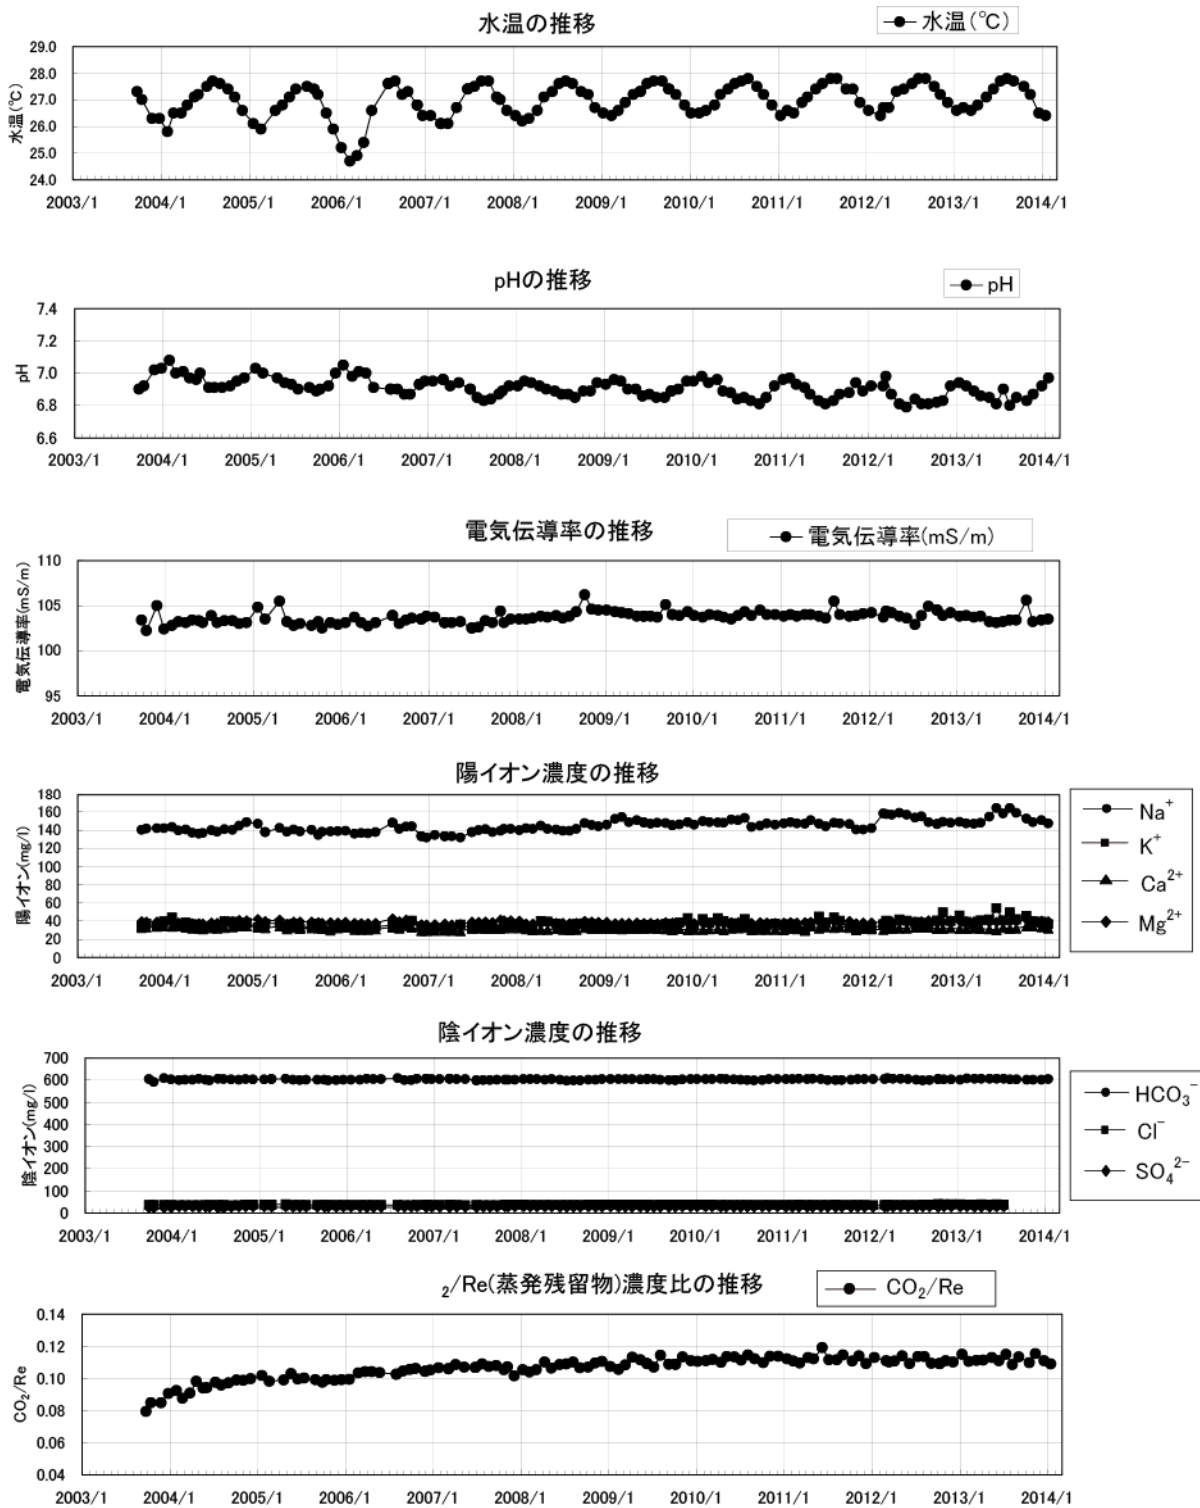 水温の推移
水温(℃)
29.0
28.0
27.0
26.0
25.0
24.0
水温(℃)
2003/1 2004/1 2005/1 2006/1 2007/1 2008/1 2009/1 2010/1 2011/1 2012/1 2013/1 2014/1
pHの推移
pH
7.4
7.2
7.0
6.8
6.6
pH
2003/1 2004/1 2005/1 2006/1 2007/1 2008/1 2009/1 2010/1 2011/1 2012/1 2013/1 2014/1
電気伝導率の推移
電気伝導率(mS/m)
110
105
100
95
電気伝導率(mS/m)
2003/1 2004/1 2005/1 2006/1 2007/1 2008/1 2009/1 2010/1 2011/1 2012/1 2013/1 2014/1
陽イオン濃度の推移
180
160
140
120
100
80
60
40
20
0
陽イオン(mg/l)
Na⁺
K⁺
Ca²⁺
Mg²⁺
2003/1 2004/1 2005/1 2006/1 2007/1 2008/1 2009/1 2010/1 2011/1 2012/1 2013/1 2014/1
陰イオン濃度の推移
700
600
500
400
300
200
100
0
陰イオン(mg/l)
HCO₃⁻
Cl⁻
SO₄²⁻
2003/1 2004/1 2005/1 2006/1 2007/1 2008/1 2009/1 2010/1 2011/1 2012/1 2013/1 2014/1
₂/Re(蒸発残留物)濃度比の推移
CO₂/Re
0.14
0.12
0.10
0.08
0.06
0.04
CO₂/Re
2003/1 2004/1 2005/1 2006/1 2007/1 2008/1 2009/1 2010/1 2011/1 2012/1 2013/1 2014/1